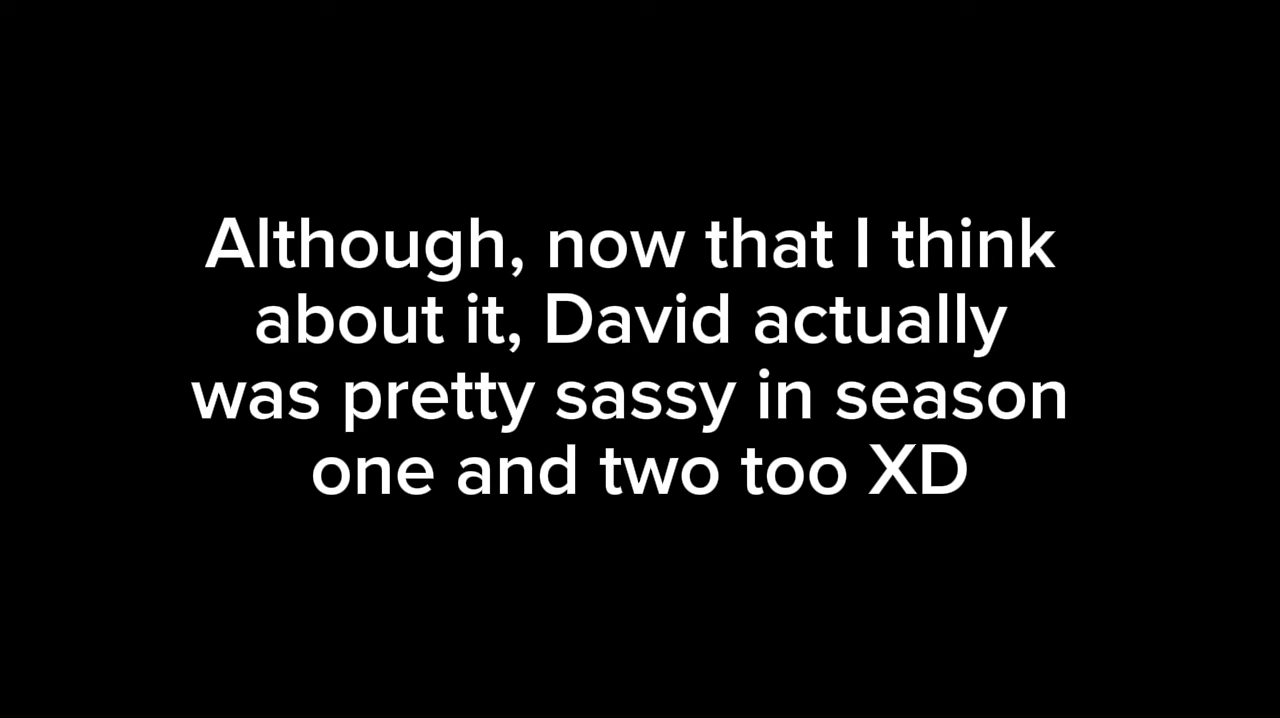 Although, now that I think
about it, David actually
was pretty sassy in season
one and two too XD